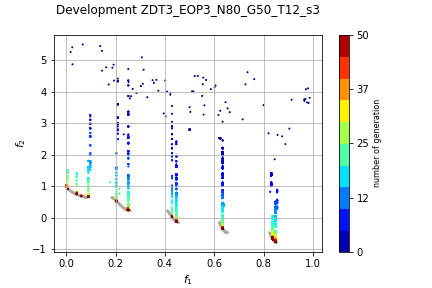 Development ZDT3_EOP3_N80_G50_T12_s3
5
4
3
2
1
0
−1
f₂
0.0 0.2 0.4 0.6 0.8 1.0
f₁
50
37
25
12
0
number of generation